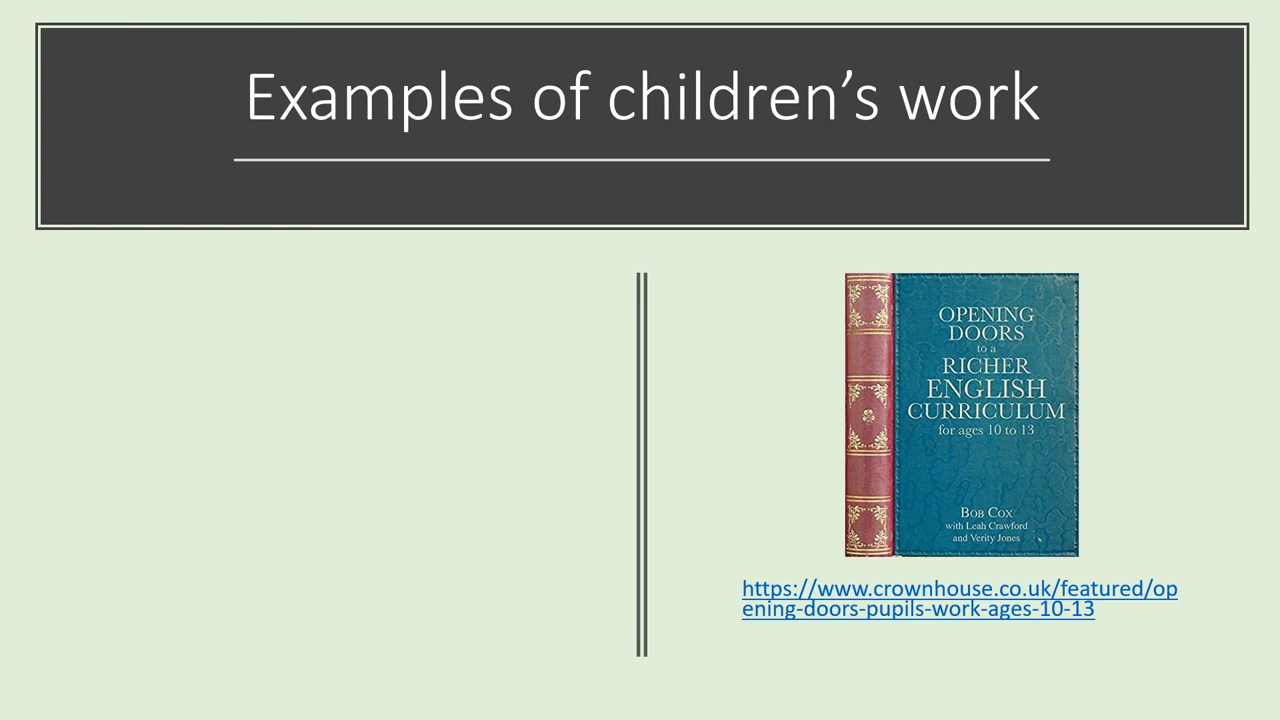 Examples of children’s work
OPENING
DOORS
to a
RICHER
ENGLISH
CURRICULUM
for ages 10 to 13
BOB COX
with Leah Crawford
and Verity Jones
https://www.crownhouse.co.uk/featured/op
ening-doors-pupils-work-ages-10-13